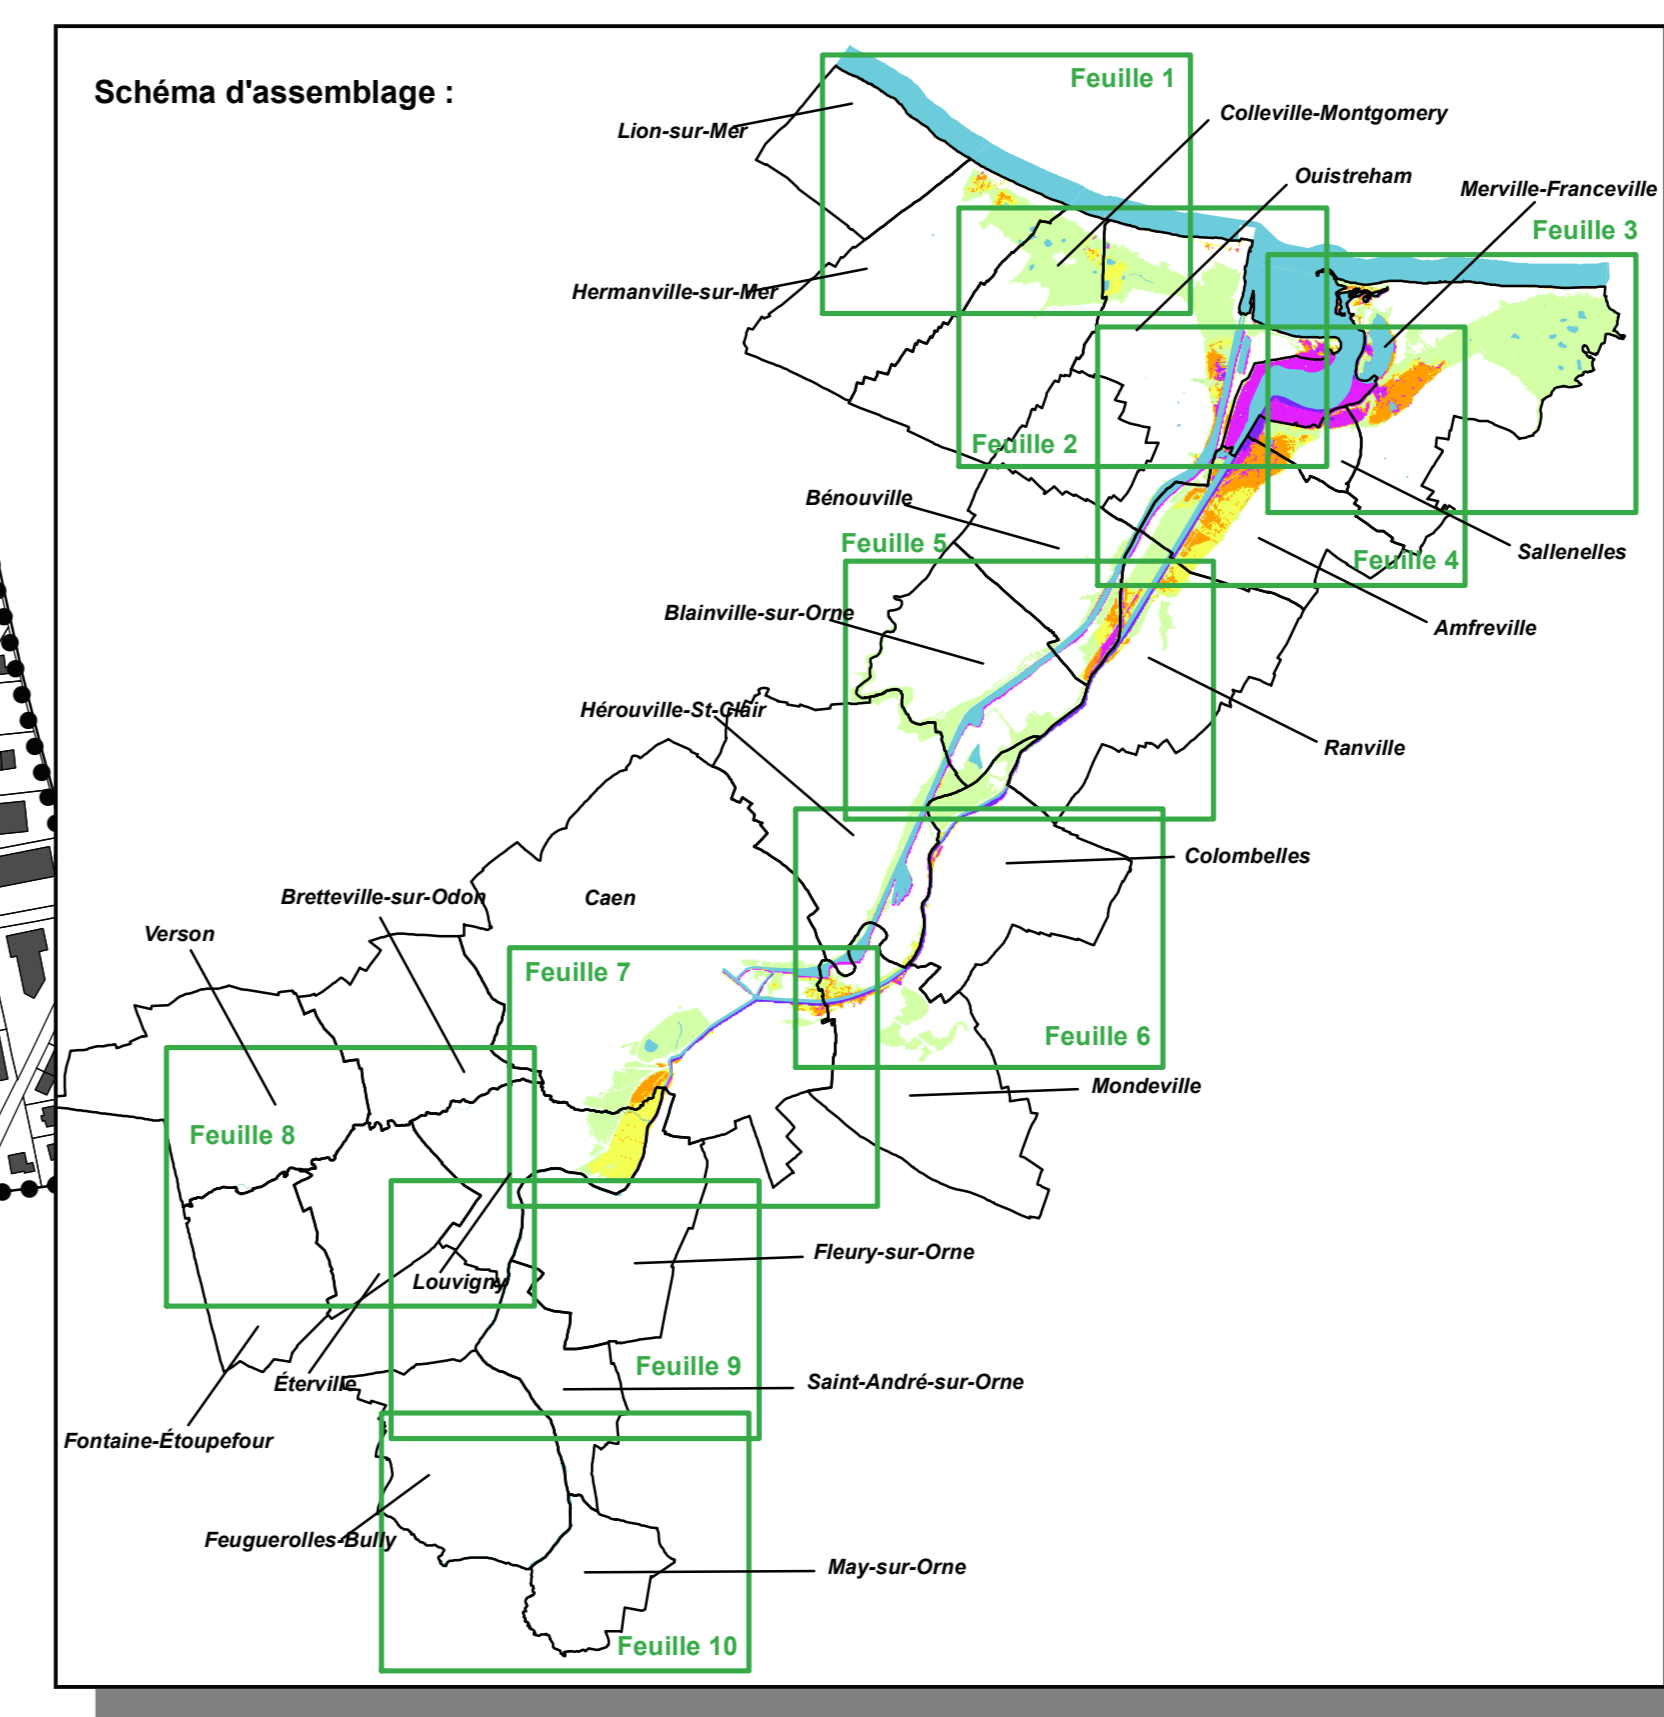 Schéma d'assemblage :
Feuille 1
Lion-sur-Mer
Colleville-Montgomery
Ouistreham
Merville-Franceville
Feuille 3
Hermanville-sur-Mer
Feuille 2
Bénouville
Feuille 5
Sallenelles
Feuille 4
Blainville-sur-Orne
Amfreville
Hérouville-St-Clair
Ranville
Colombelles
Bretteville-sur-Odon
Caen
Verson
Feuille 7
Feuille 6
Mondeville
Feuille 8
Fleury-sur-Orne
Louvigny
Feuille 9
Éterville
Saint-André-sur-Orne
Fontaine-Étoupefour
Feuguerolles-Bully
May-sur-Orne
Feuille 10